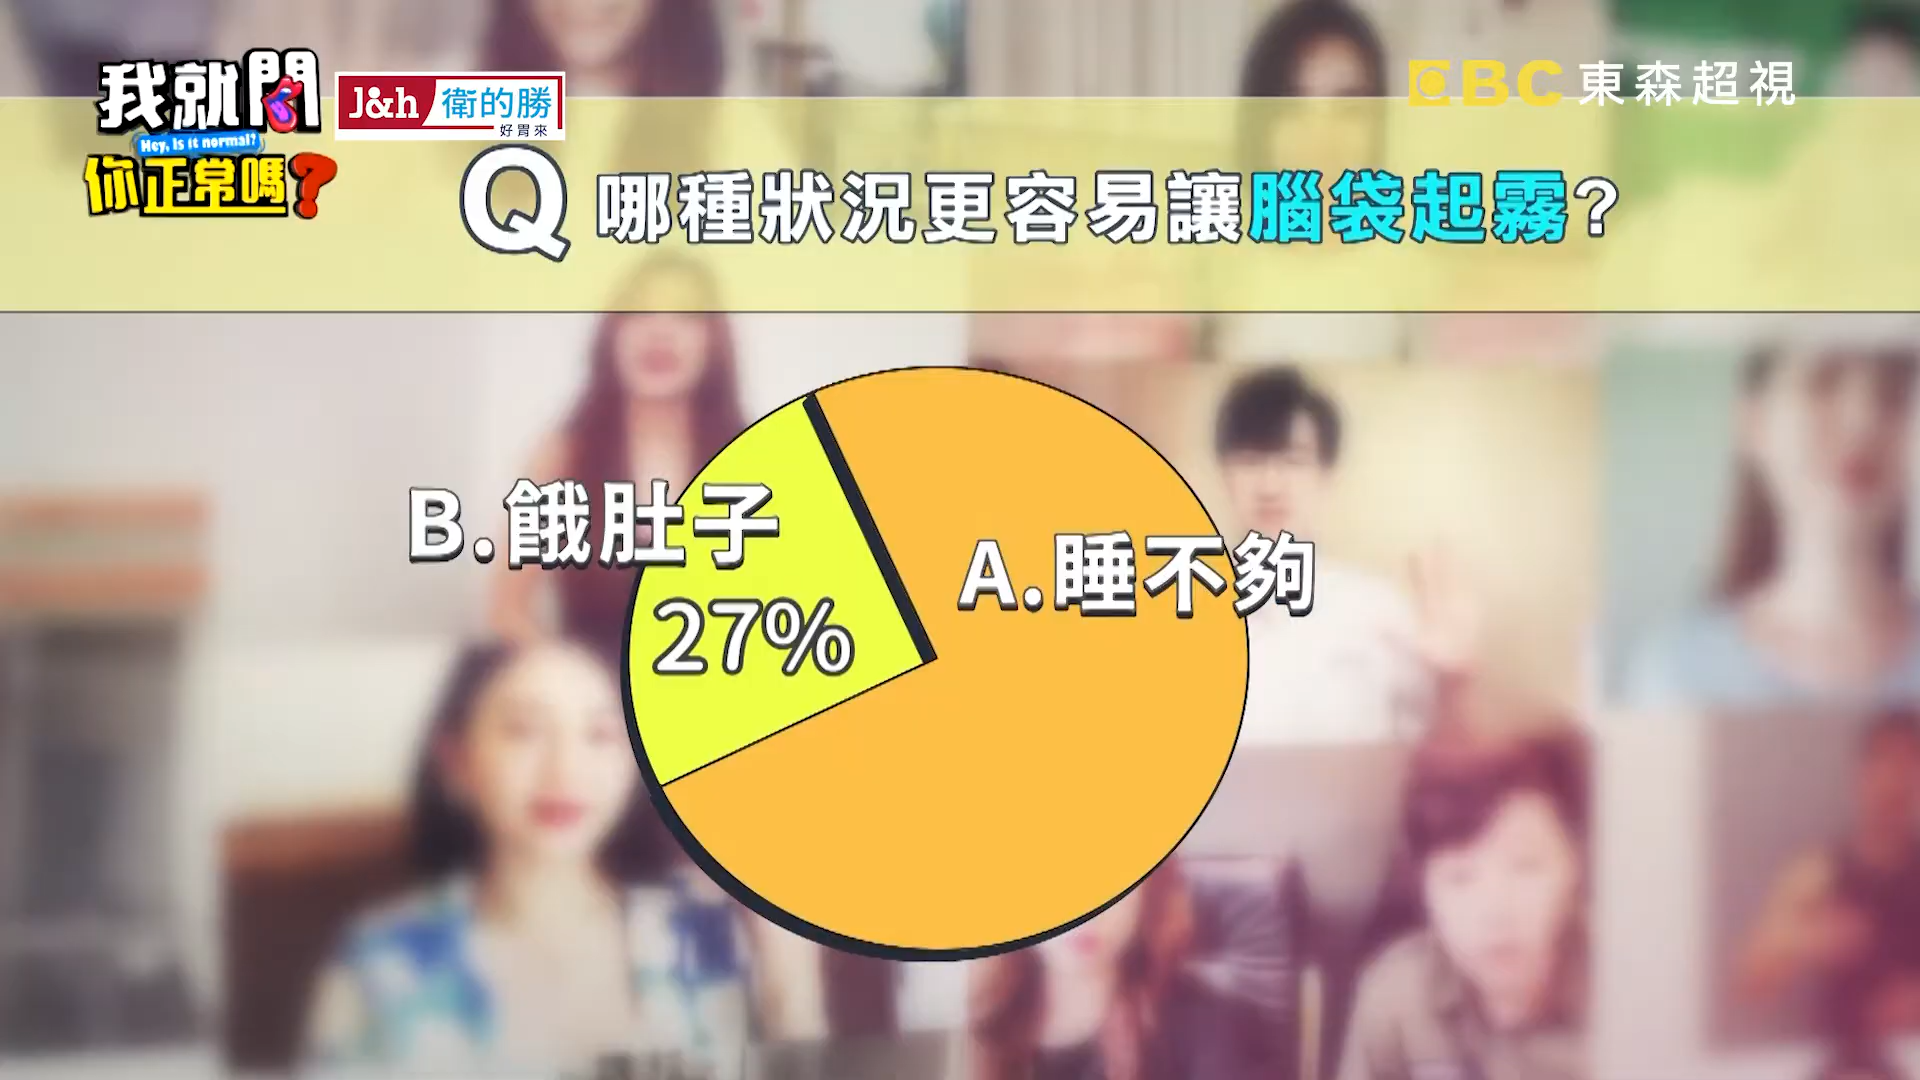 我就問
Hey, Is it normal?
你正常嗎?
J&h 衛的勝
好胃來
EBC 東森超視
Q 哪種狀況更容易讓腦袋起霧?
B.餓肚子
27%
A.睡不夠